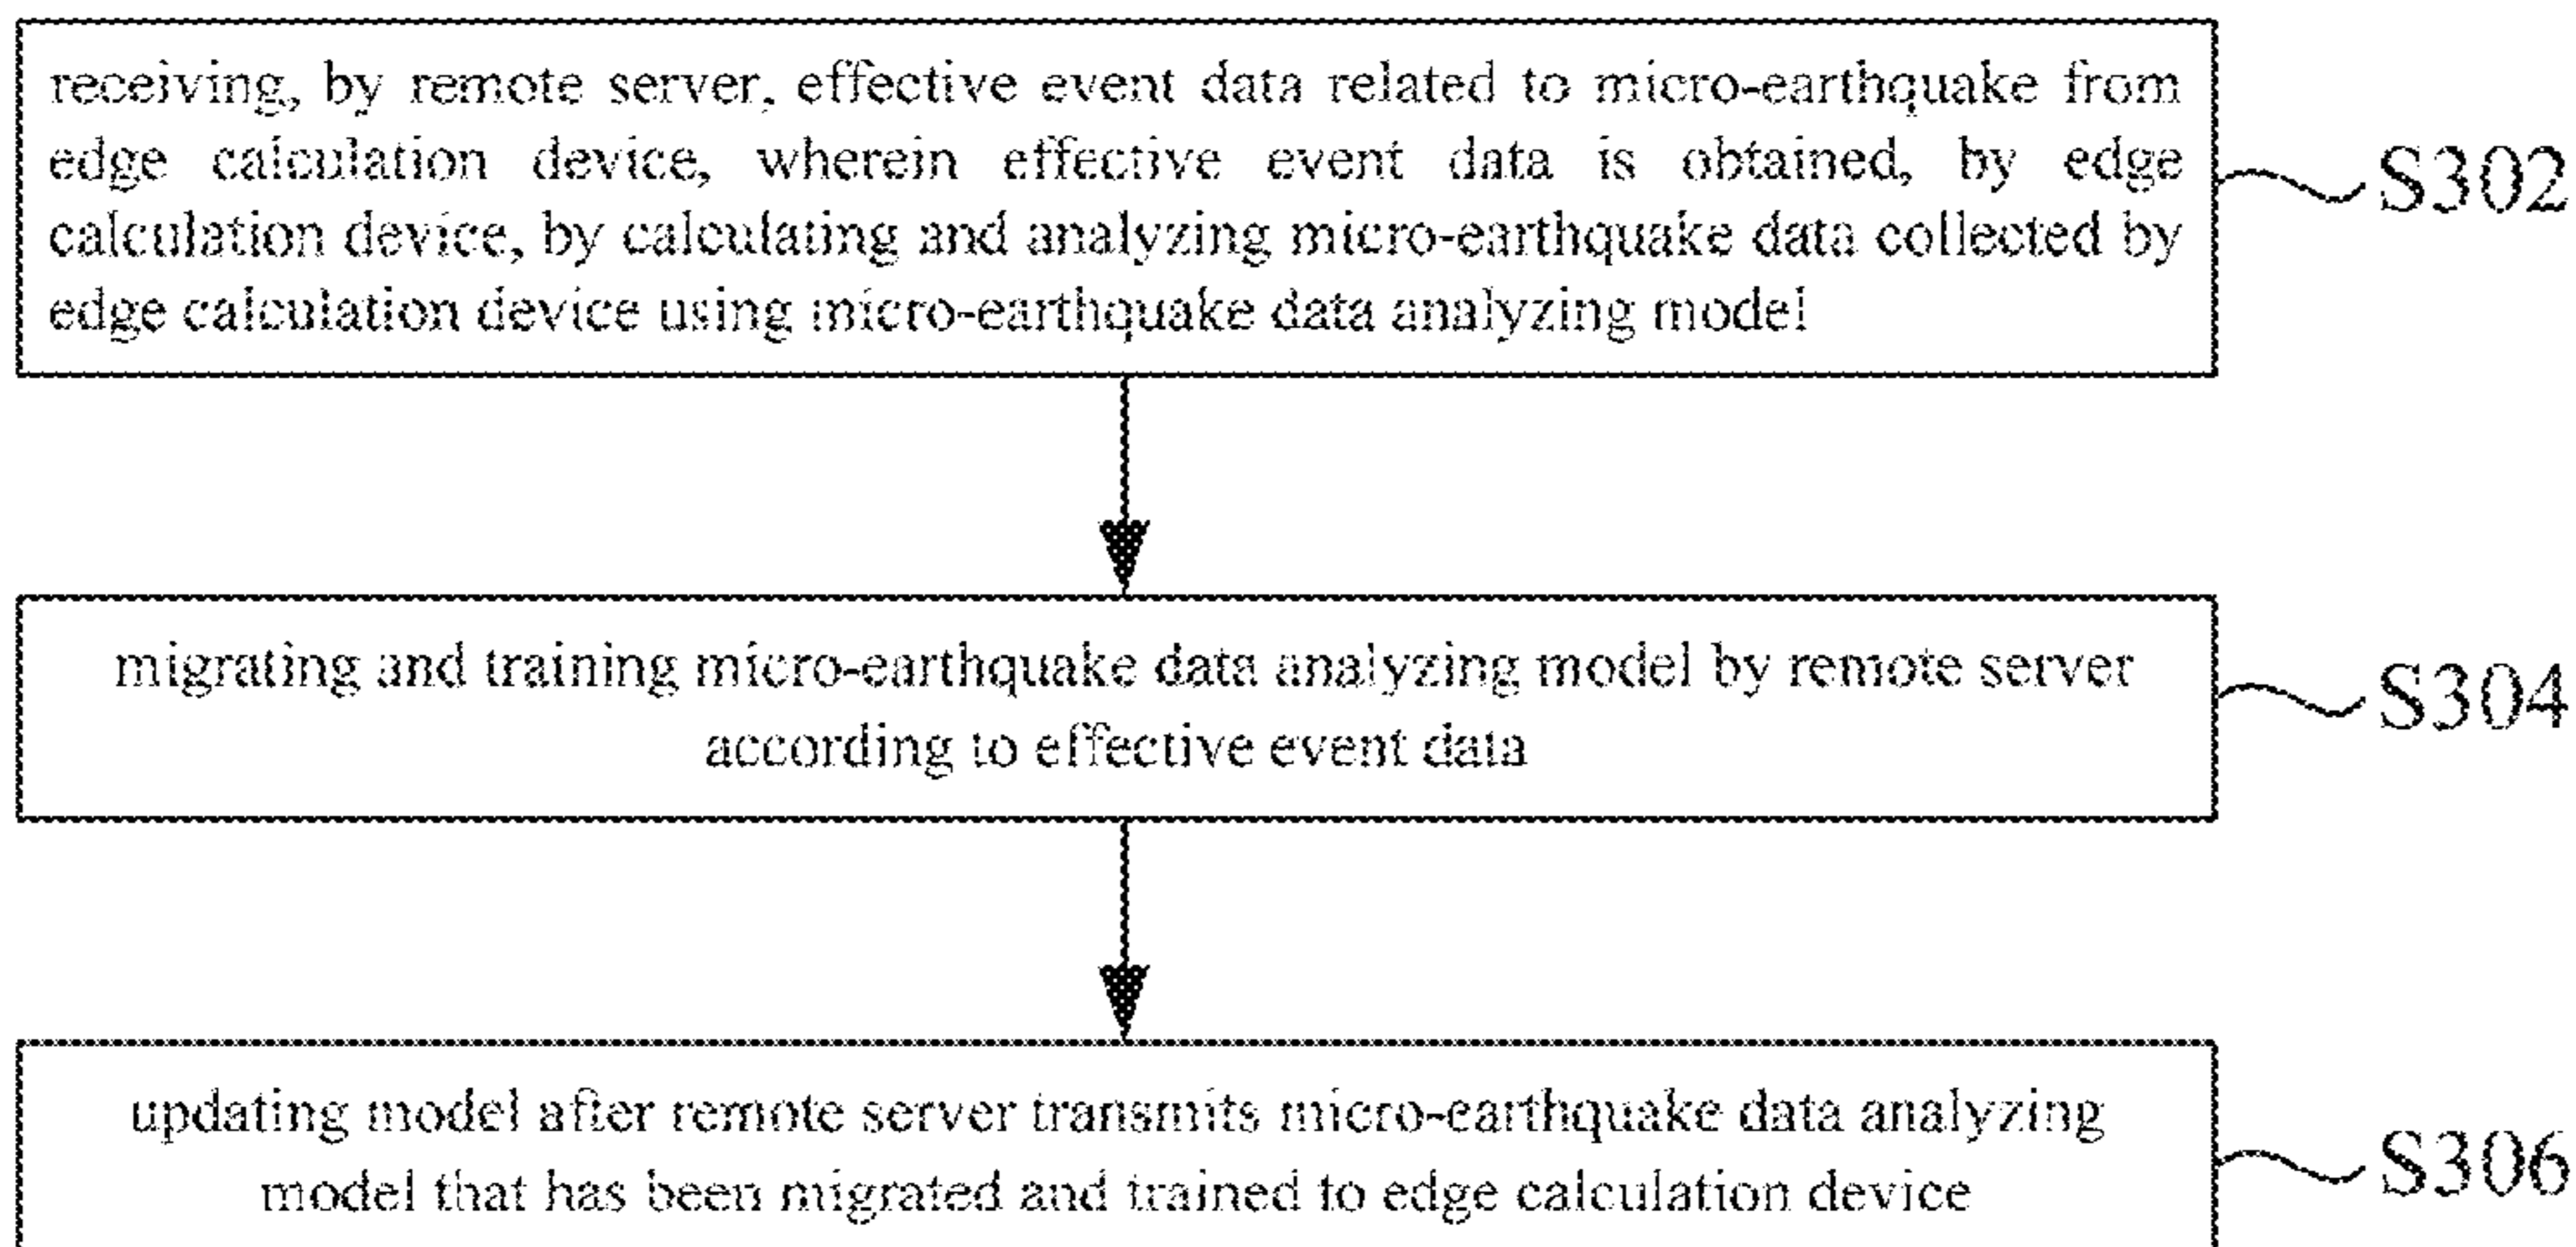 receiving, by remote server, effective event data related to micro-earthquake from
edge calculation device, wherein effective event data is obtained, by edge
calculation device, by calculating and analyzing micro-earthquake data collected by
edge calculation device using micro-earthquake data analyzing model
S302
migrating and training micro-earthquake data analyzing model by remote server
according to effective event data
S304
updating model after remote server transmits micro-earthquake data analyzing
model that has been migrated and trained to edge calculation device
S306